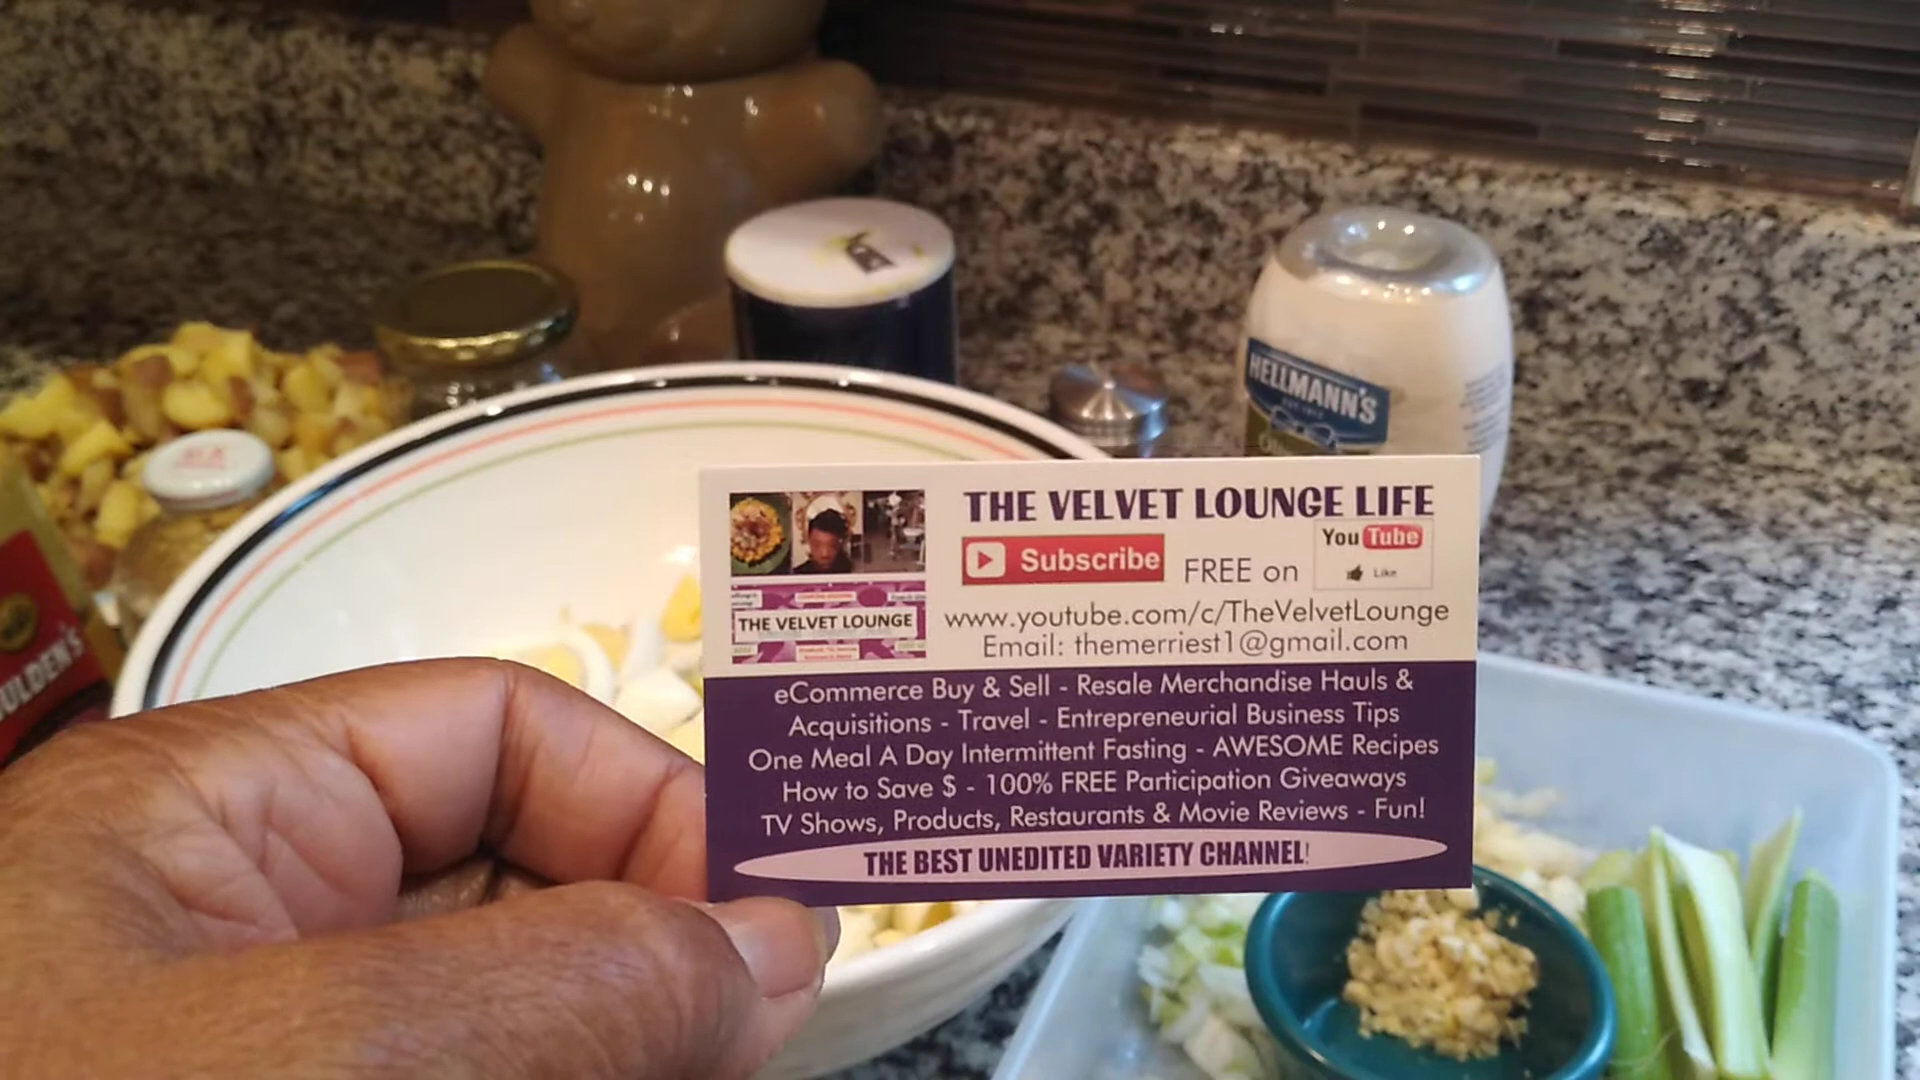 HELLMANN'S
ULDEN'S
THE VELVET LOUNGE LIFE
Subscribe FREE on YouTube
Like
www.youtube.com/c/TheVelvetLounge
Email: themerriest1@gmail.com
THE VELVET LOUNGE
eCommerce Buy & Sell - Resale Merchandise Hauls &
Acquisitions - Travel - Entrepreneurial Business Tips
One Meal A Day Intermittent Fasting - AWESOME Recipes
How to Save $ - 100% FREE Participation Giveaways
TV Shows, Products, Restaurants & Movie Reviews - Fun!
THE BEST UNEDITED VARIETY CHANNEL!